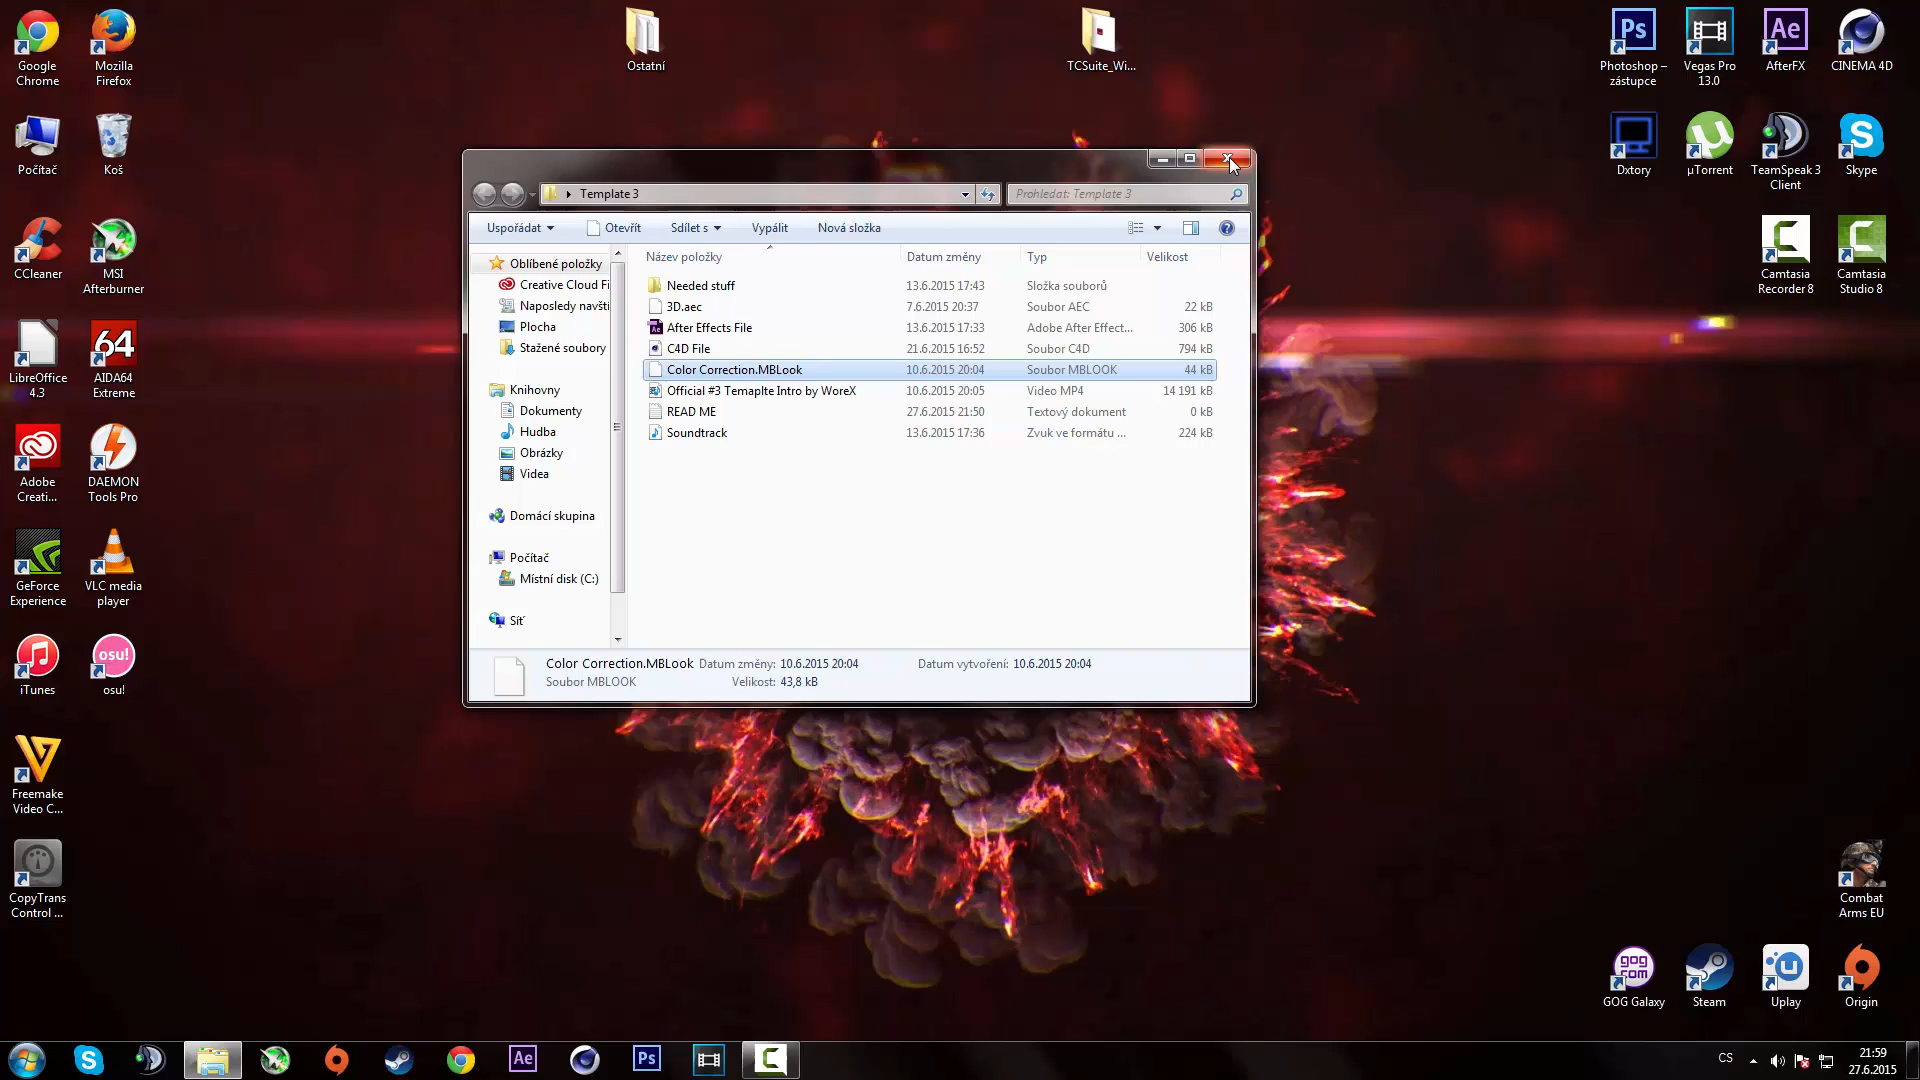 Google
Chrome
Mozilla
Firefox
Ostatní
TCSuite_Wi...
Ps
Photoshop –
zástupce
Vegas Pro
13.0
Ae
AfterFX
CINEMA 4D
Počítač
Koš
Dxtory
µTorrent
TeamSpeak 3
Client
Skype
CCleaner
MSI
Afterburner
Camtasia
Recorder 8
Camtasia
Studio 8
LibreOffice
4.3
64
AIDA64
Extreme
Adobe
Creati...
DAEMON
Tools Pro
GeForce
Experience
VLC media
player
iTunes
osu!
osu!
Freemake
Video C...
CopyTrans
Control ...
Template 3
Prohledat: Template 3
Uspořádat
Otevřít
Sdílet s
Vypálit
Nová složka
Oblíbené položky
Creative Cloud Fi
Naposledy navšti
Plocha
Stažené soubory
Knihovny
Dokumenty
Hudba
Obrázky
Videa
Domácí skupina
Počítač
Místní disk (C:)
Síť
Název položky Datum změny Typ Velikost
Needed stuff 13.6.2015 17:43 Složka souborů
3D.aec 7.6.2015 20:37 Soubor AEC 22 kB
After Effects File 13.6.2015 17:33 Adobe After Effect... 306 kB
C4D File 21.6.2015 16:52 Soubor C4D 794 kB
Color Correction.MBLook 10.6.2015 20:04 Soubor MBLOOK 44 kB
Official #3 Temaplte Intro by WoreX 10.6.2015 20:05 Video MP4 14 191 kB
READ ME 27.6.2015 21:50 Textový dokument 0 kB
Soundtrack 13.6.2015 17:36 Zvuk ve formátu ... 224 kB
Color Correction.MBLook Datum změny: 10.6.2015 20:04 Datum vytvoření: 10.6.2015 20:04
Soubor MBLOOK Velikost: 43,8 kB
Combat
Arms EU
GOG
COM
GOG Galaxy
Steam
Uplay
Origin
Ae
Ps
CS
21:59
27.6.2015